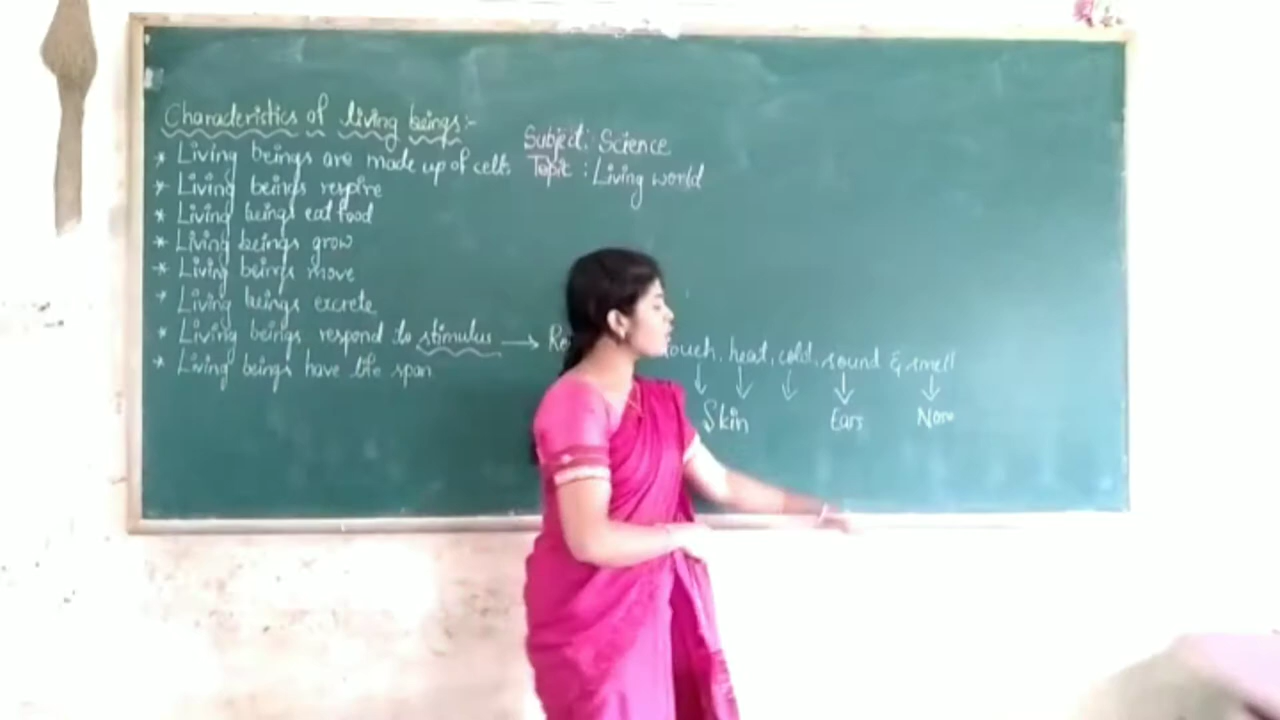 Characteristics of living beings:-
Subject: Science
Topic : Living world
* Living beings are made up of cells
* Living beings respire
* Living beings eat food
* Living beings grow
* Living beings move
* Living beings excrete
* Living beings respond to stimulus → touch, heat, cold, sound & smell
* Living beings have life span
Skin Ears Nose